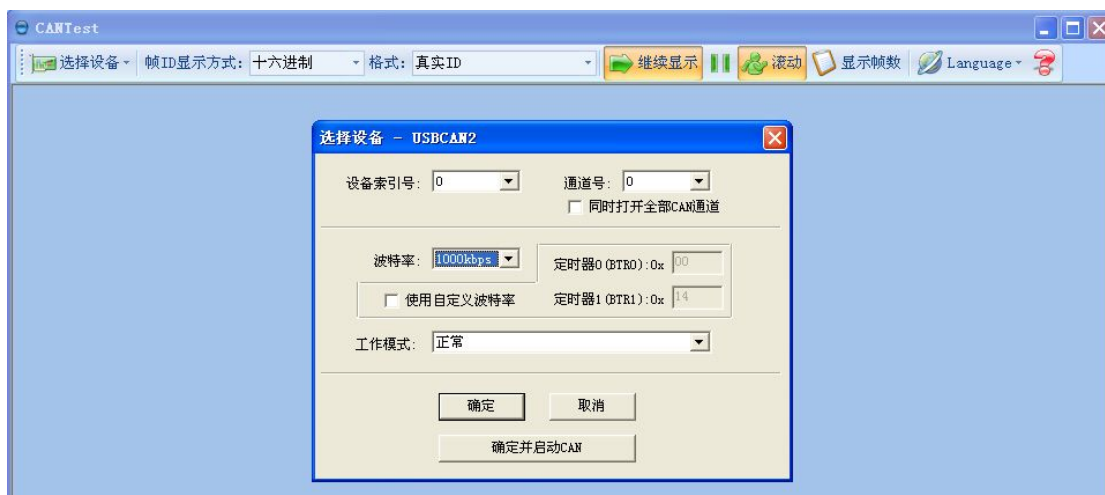 CANTest
选择设备 帧ID显示方式: 十六进制 格式: 真实ID 继续显示 滚动 显示帧数 Language
选择设备 - USBCAN2
设备索引号: 0 通道号: 0
同时打开全部CAN通道
波特率: 1000kbps 定时器0(BTR0):0x 00
使用自定义波特率 定时器1(BTR1):0x 14
工作模式: 正常
确定 取消
确定并启动CAN